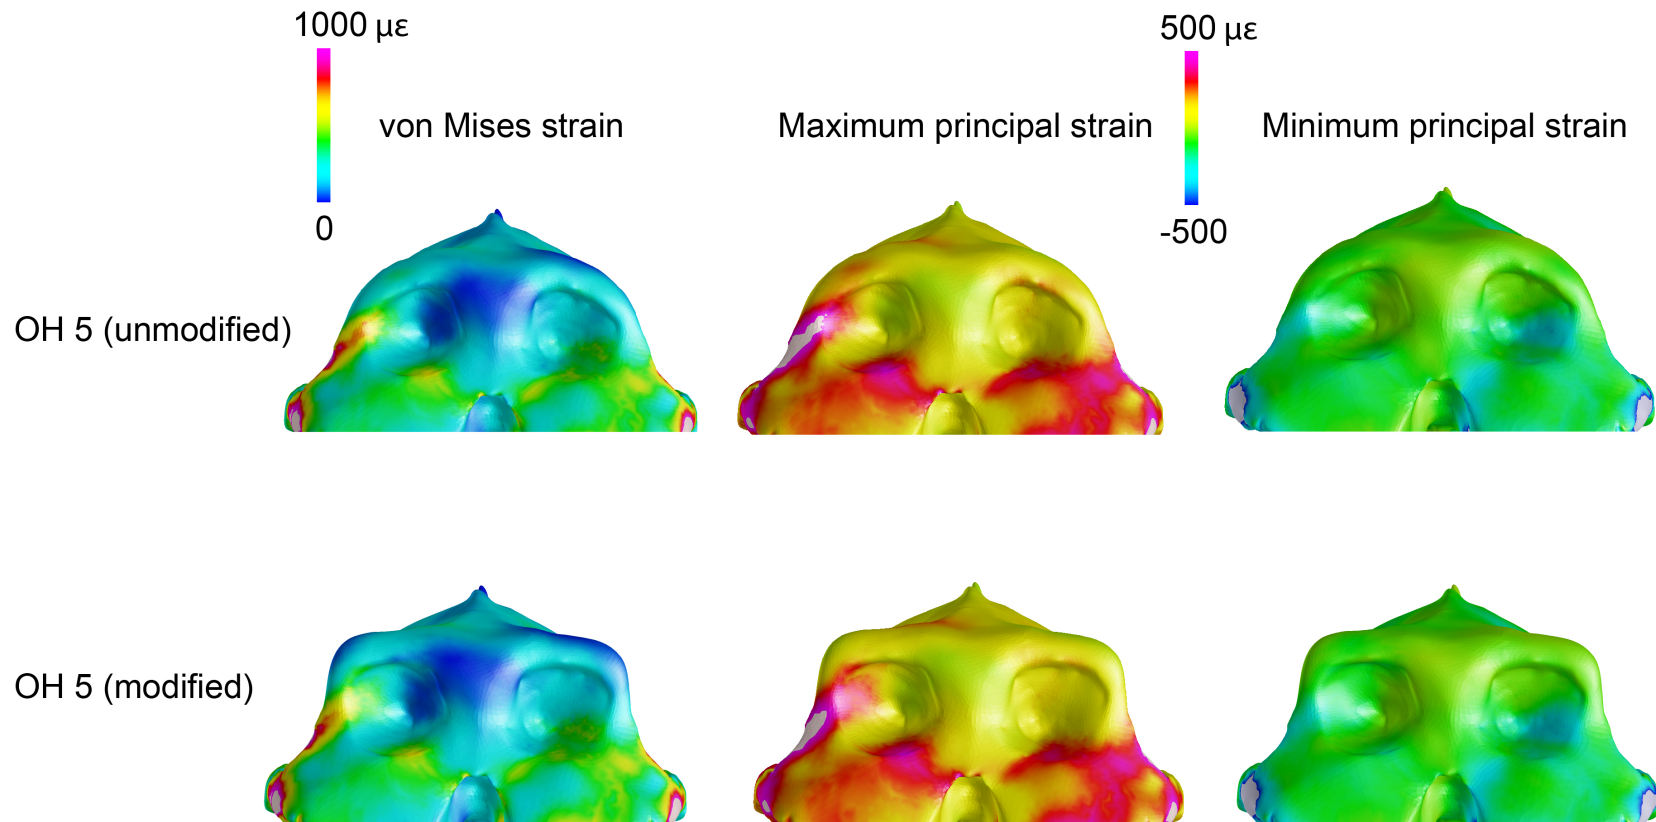 1000 µε
500 µε
von Mises strain
Maximum principal strain
Minimum principal strain
0
-500
OH 5 (unmodified)
OH 5 (modified)